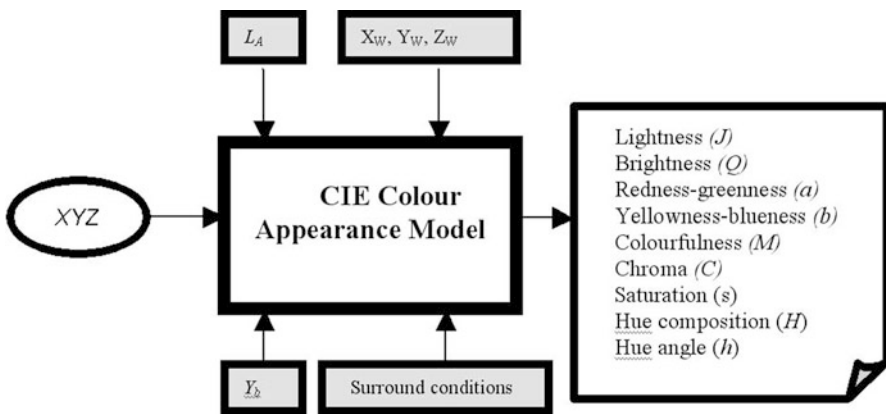 L_A
X_W, Y_W, Z_W
XYZ
CIE Colour
Appearance Model
Lightness (J)
Brightness (Q)
Redness-greenness (a)
Yellowness-blueness (b)
Colourfulness (M)
Chroma (C)
Saturation (s)
Hue composition (H)
Hue angle (h)
Y_b
Surround conditions